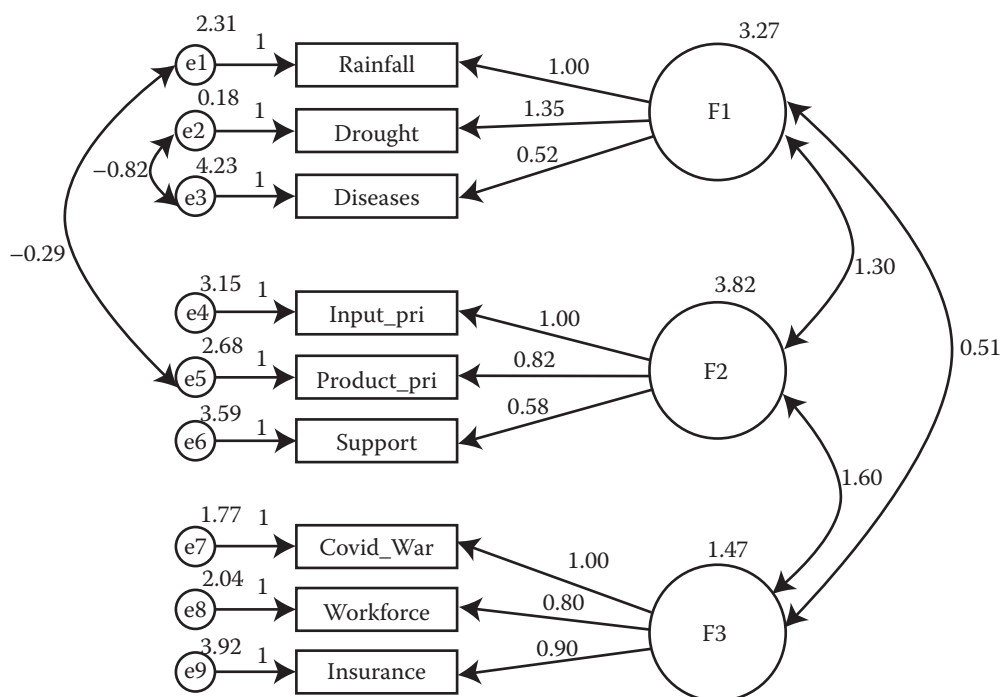 2.31
3.27
e1
1
Rainfall
1.00
F1
0.18
e2
1
Drought
1.35
−0.82
4.23
e3
1
Diseases
0.52
−0.29
1.30
3.15
e4
1
Input_pri
1.00
3.82
F2
0.51
2.68
e5
1
Product_pri
0.82
3.59
e6
1
Support
0.58
1.60
1.77
e7
1
Covid_War
1.00
1.47
F3
2.04
e8
1
Workforce
0.80
3.92
e9
1
Insurance
0.90